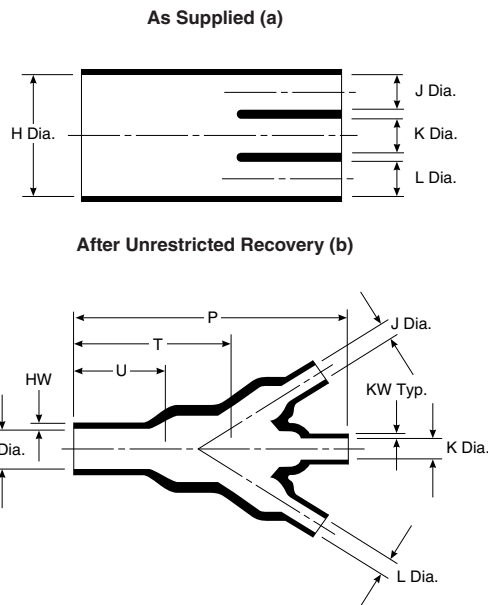 As Supplied (a)
J Dia.
H Dia.
K Dia.
L Dia.
After Unrestricted Recovery (b)
P
J Dia.
T
U
HW
KW Typ.
Dia.
K Dia.
L Dia.